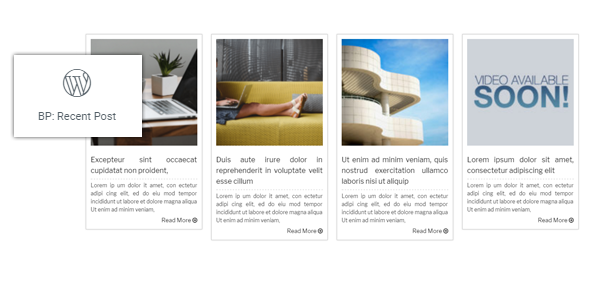 BP: Recent Post
Excepteur sint occaecat
cupidatat non proident,
Lorem ip um dolor it amet, con ectetur
adipi cing elit, ed do eiu mod tempor
incididunt ut labore et dolore magna aliqua
Ut enim ad minim veniam.
Read More
Duis aute irure dolor in
reprehenderit in voluptate velit
esse cillum
Lorem ip um dolor it amet, con ectetur
adipi cing elit, ed do eiu mod tempor
incididunt ut labore et dolore magna aliqua
Ut enim ad minim veniam.
Read More
Ut enim ad minim veniam, quis
nostrud exercitation ullamco
laboris nisi ut aliquip
Lorem ip um dolor it amet, con ectetur
adipi cing elit, ed do eiu mod tempor
incididunt ut labore et dolore magna aliqua
Ut enim ad minim veniam.
Read More
VIDEO AVAILABLE
SOON!
Lorem ipsum dolor sit amet,
consectetur adipiscing elit
Lorem ip um dolor it amet, con ectetur
adipi cing elit, ed do eiu mod tempor
incididunt ut labore et dolore magna aliqua
Ut enim ad minim veniam.
Read More